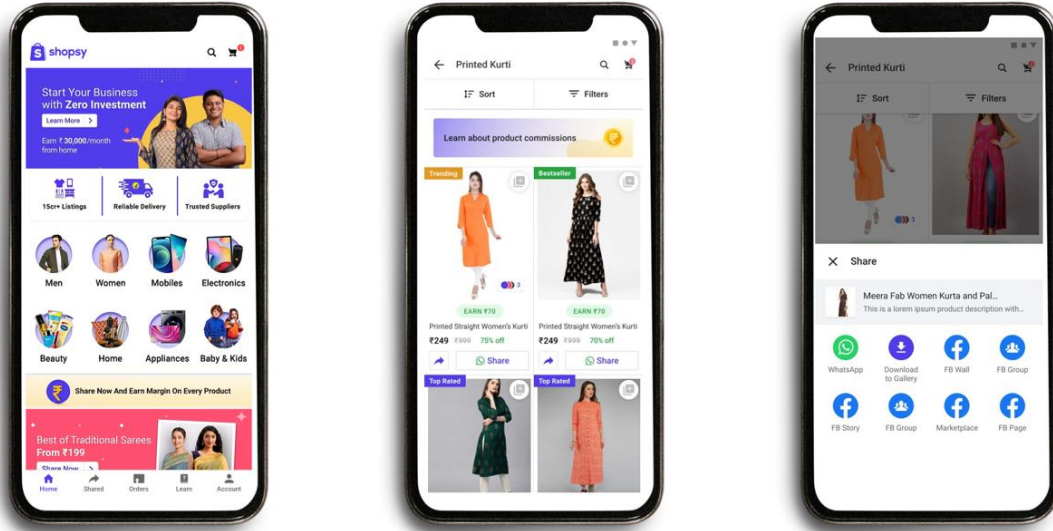 shopsy
Start Your Business
with Zero Investment
Learn More >
Earn ₹ 30,000/month
from home
15cr+ Listings
Reliable Delivery
Trusted Suppliers
Men
Women
Mobiles
Electronics
Beauty
Home
Appliances
Baby & Kids
Share Now And Earn Margin On Every Product
Best of Traditional Sarees
From ₹199
Share Now >
Home
Shared
Orders
Learn
Account
Printed Kurti
Sort
Filters
Learn about product commissions
Trending
Bestseller
3
EARN ₹70
EARN ₹70
Printed Straight Women's Kurti
Printed Straight Women's Kurti
₹249 ₹999 75% off
₹249 ₹999 70% off
Share
Share
Top Rated
Top Rated
Printed Kurti
Sort
Filters
3
Share
Meera Fab Women Kurta and Pal...
This is a lorem ipsum product description with...
WhatsApp
Download
to Gallery
FB Wall
FB Group
FB Story
FB Group
Marketplace
FB Page